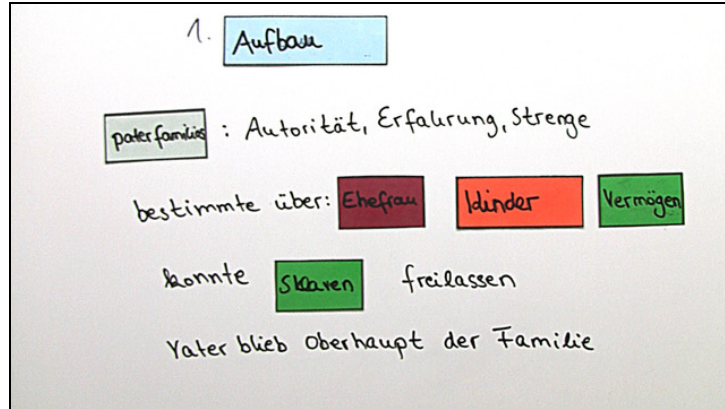 1. Aufbau
pater familias : Autorität, Erfahrung, Strenge
bestimmte über: Ehefrau Kinder Vermögen
konnte Sklaven freilassen
Vater blieb Oberhaupt der Familie